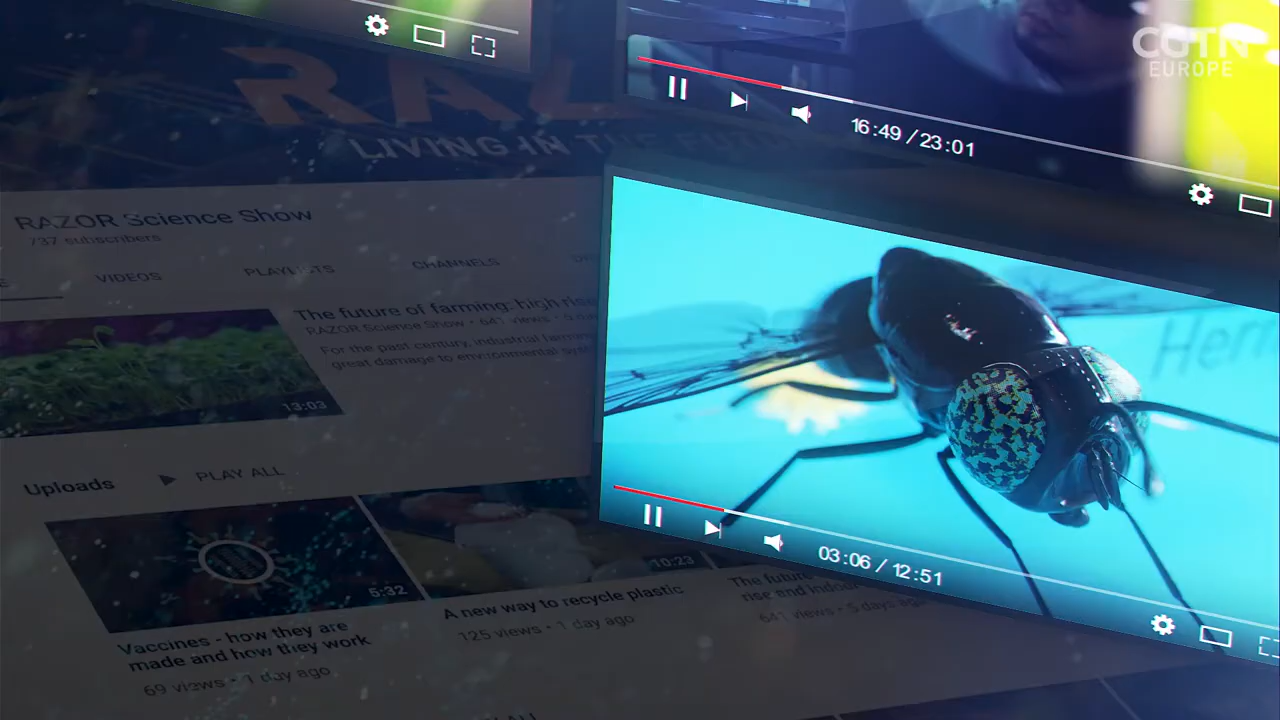 CGTN
EUROPE
RAZ
LIVING IN THE FUTU
16:49 / 23:01
RAZOR Science Show
737 subscribers
VIDEOS
PLAYLISTS
CHANNELS
The future of farming: high rise
RAZOR Science Show • 641 views • 5
For the past century, industrial farming
great damage to environmental
13:03
Herm
Uploads
PLAY ALL
5:32
10:23
03:06 / 12:51
Vaccines - how they are
made and how they work
69 views • 1 day ago
A new way to recycle plastic
125 views • 1 day ago
The future
rise and indoor
641 views • 5 days ago
ALL